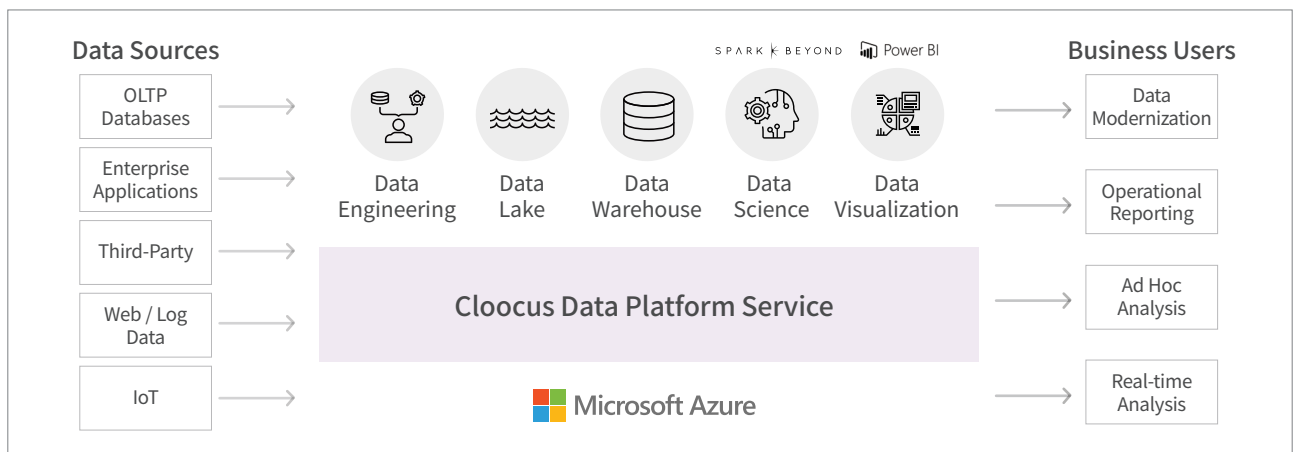 Data Sources
OLTP
Databases
Enterprise
Applications
Third-Party
Web / Log
Data
IoT
SPARK BEYOND
Power BI
Data
Engineering
Data
Lake
Data
Warehouse
Data
Science
Data
Visualization
Cloocus Data Platform Service
Microsoft Azure
Business Users
Data
Modernization
Operational
Reporting
Ad Hoc
Analysis
Real-time
Analysis